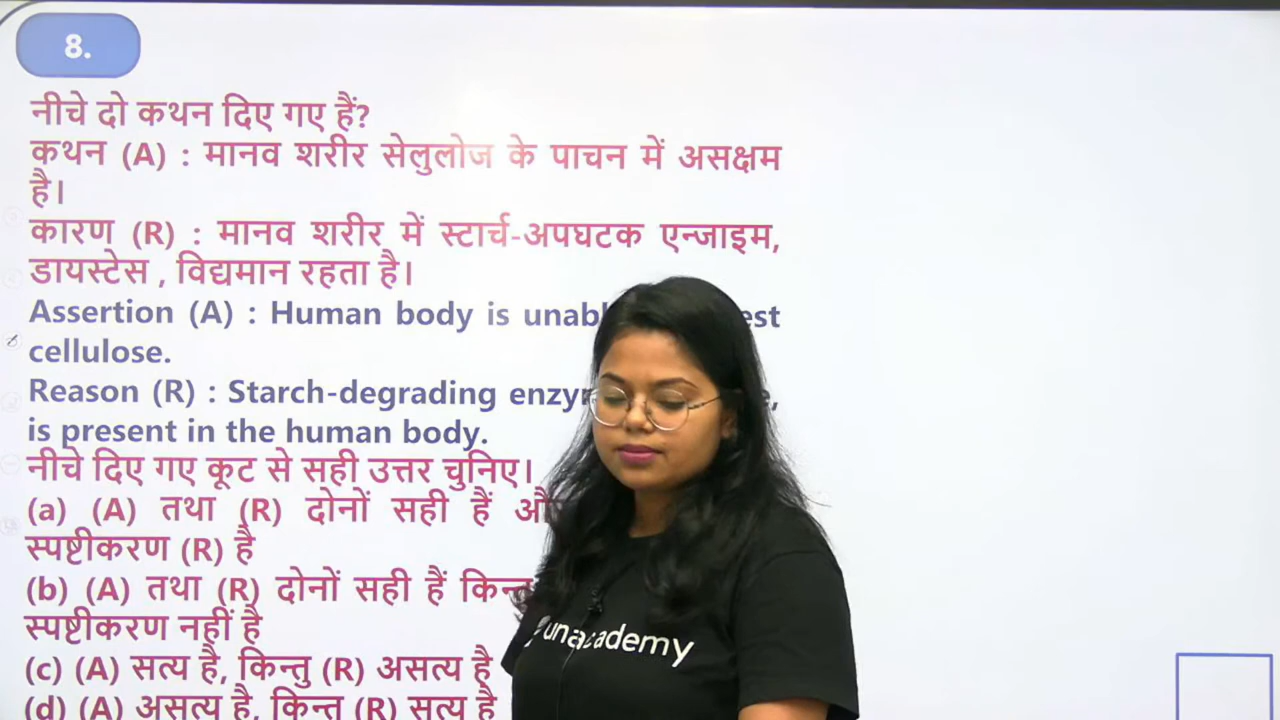 8.
नीचे दो कथन दिए गए हैं?
कथन (A) : मानव शरीर सेलुलोज के पाचन में असक्षम
है।
कारण (R) : मानव शरीर में स्टार्च-अपघटक एन्जाइम,
डायस्टेस , विद्यमान रहता है।
Assertion (A) : Human body is
cellulose.
Reason (R) : Starch-degrading
is present in the human body.
नीचे दिए गए कूट से सही उत्तर चुनिए।
(a) (A) तथा (R) दोनों सही हैं
स्पष्टीकरण (R) है
(b) (A) तथा (R) दोनों सही हैं
स्पष्टीकरण नहीं है
(c) (A) सत्य है, किन्तु (R) असत्य है
(d) (A) असत्य है, किन्तु (R) सत्य है
unacademy